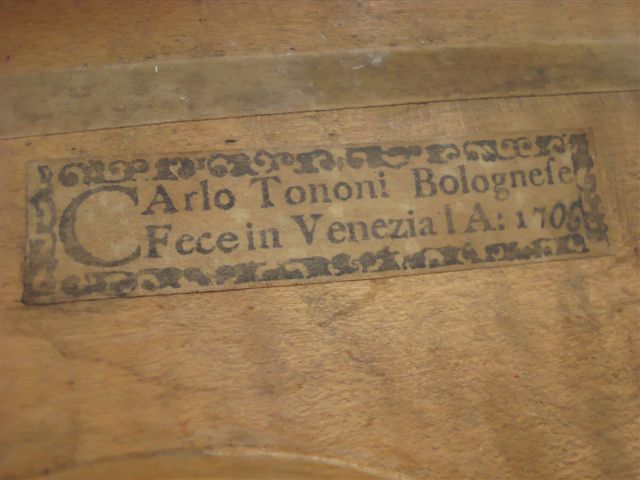 CArlo Tononi Bolognese
Fece in Venezia l A: 1706